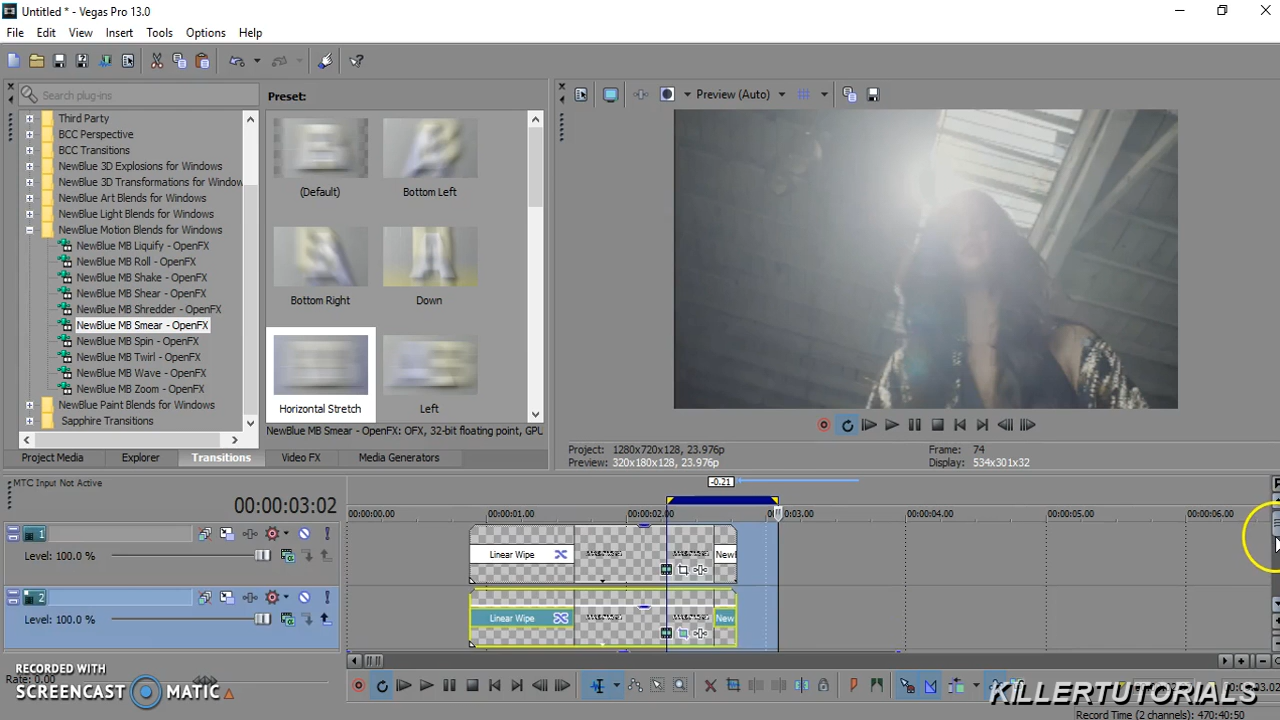 Untitled * - Vegas Pro 13.0
File Edit View Insert Tools Options Help
Search plug-ins
Preset:
Preview (Auto)
Third Party
BCC Perspective
BCC Transitions
NewBlue 3D Explosions for Windows
NewBlue 3D Transformations for Window
NewBlue Art Blends for Windows
NewBlue Light Blends for Windows
NewBlue Motion Blends for Windows
NewBlue MB Liquify - OpenFX
NewBlue MB Roll - OpenFX
NewBlue MB Shake - OpenFX
NewBlue MB Shear - OpenFX
NewBlue MB Shredder - OpenFX
NewBlue MB Smear - OpenFX
NewBlue MB Spin - OpenFX
NewBlue MB Twirl - OpenFX
NewBlue MB Wave - OpenFX
NewBlue MB Zoom - OpenFX
NewBlue Paint Blends for Windows
Sapphire Transitions
(Default) Bottom Left
Bottom Right Down
Horizontal Stretch Left
NewBlue MB Smear - OpenFX: OFX, 32-bit floating point, GPU
Project Media Explorer Transitions Video FX Media Generators
Project: 1280x720x128, 23.976p Frame: 74
Preview: 320x180x128, 23.976p Display: 534x301x32
MTC Input Not Active
-0.21
00:00:03:02
00:00:00.00 00:00:01.00 00:00:02.00 00:00:03.00 00:00:04.00 00:00:05.00 00:00:06.00
1
Level: 100.0 %
Linear Wipe
NewB
2
Level: 100.0 %
Linear Wipe
New
RECORDED WITH
Rate: 0.00
SCREENCAST MATIC
KILLERTUTORIALS
Record Time (2 channels): 470:40:50